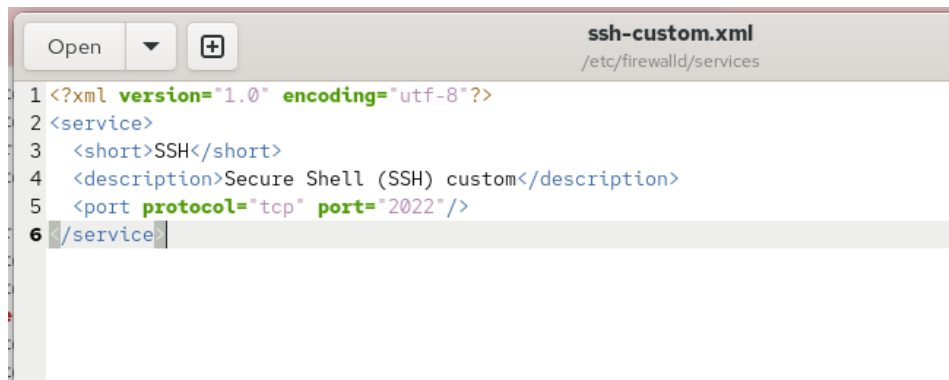 Open
ssh-custom.xml
/etc/firewalld/services
1 <?xml version="1.0" encoding="utf-8"?>
2 <service>
3   <short>SSH</short>
4   <description>Secure Shell (SSH) custom</description>
5   <port protocol="tcp" port="2022"/>
6 </service>